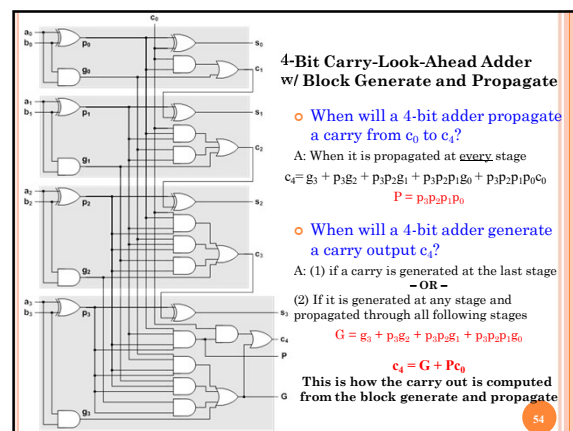 c₀
a₀
b₀
p₀
s₀
g₀
c₁
a₁
b₁
p₁
s₁
c₂
g₁
a₂
b₂
p₂
s₂
c₃
g₂
a₃
b₃
p₃
s₃
c₄
P
G
g₃
4-Bit Carry-Look-Ahead Adder
w/ Block Generate and Propagate
When will a 4-bit adder propagate
a carry from c₀ to c₄?
A: When it is propagated at every stage
c₄= g₃ + p₃g₂ + p₃p₂g₁ + p₃p₂p₁g₀ + p₃p₂p₁p₀c₀
P = p₃p₂p₁p₀
When will a 4-bit adder generate
a carry output c₄?
A: (1) if a carry is generated at the last stage
– OR –
(2) If it is generated at any stage and
propagated through all following stages
G = g₃ + p₃g₂ + p₃p₂g₁ + p₃p₂p₁g₀
c₄ = G + Pc₀
This is how the carry out is computed
from the block generate and propagate
54